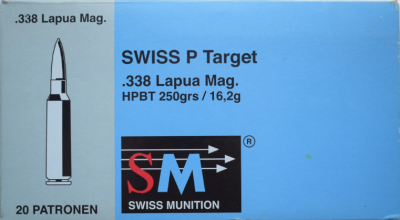 .338 Lapua Mag.
SWISS P Target
.338 Lapua Mag.
HPBT 250grs / 16,2g
®
SM
SWISS MUNITION
20 PATRONEN